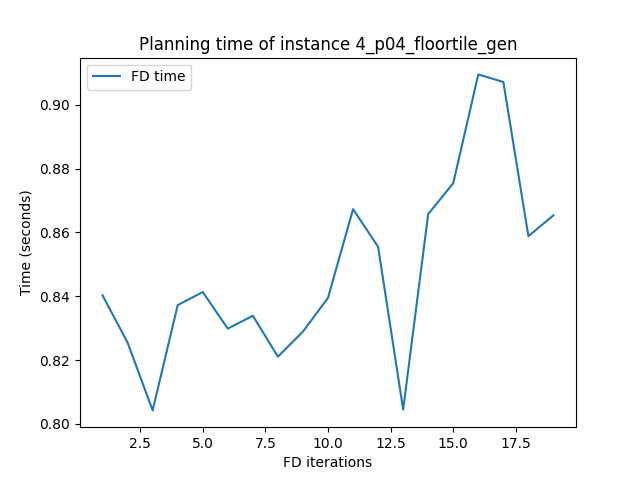 Planning time of instance 4_p04_floortile_gen
FD time
0.90
0.88
0.86
0.84
0.82
0.80
Time (seconds)
2.5 5.0 7.5 10.0 12.5 15.0 17.5
FD iterations